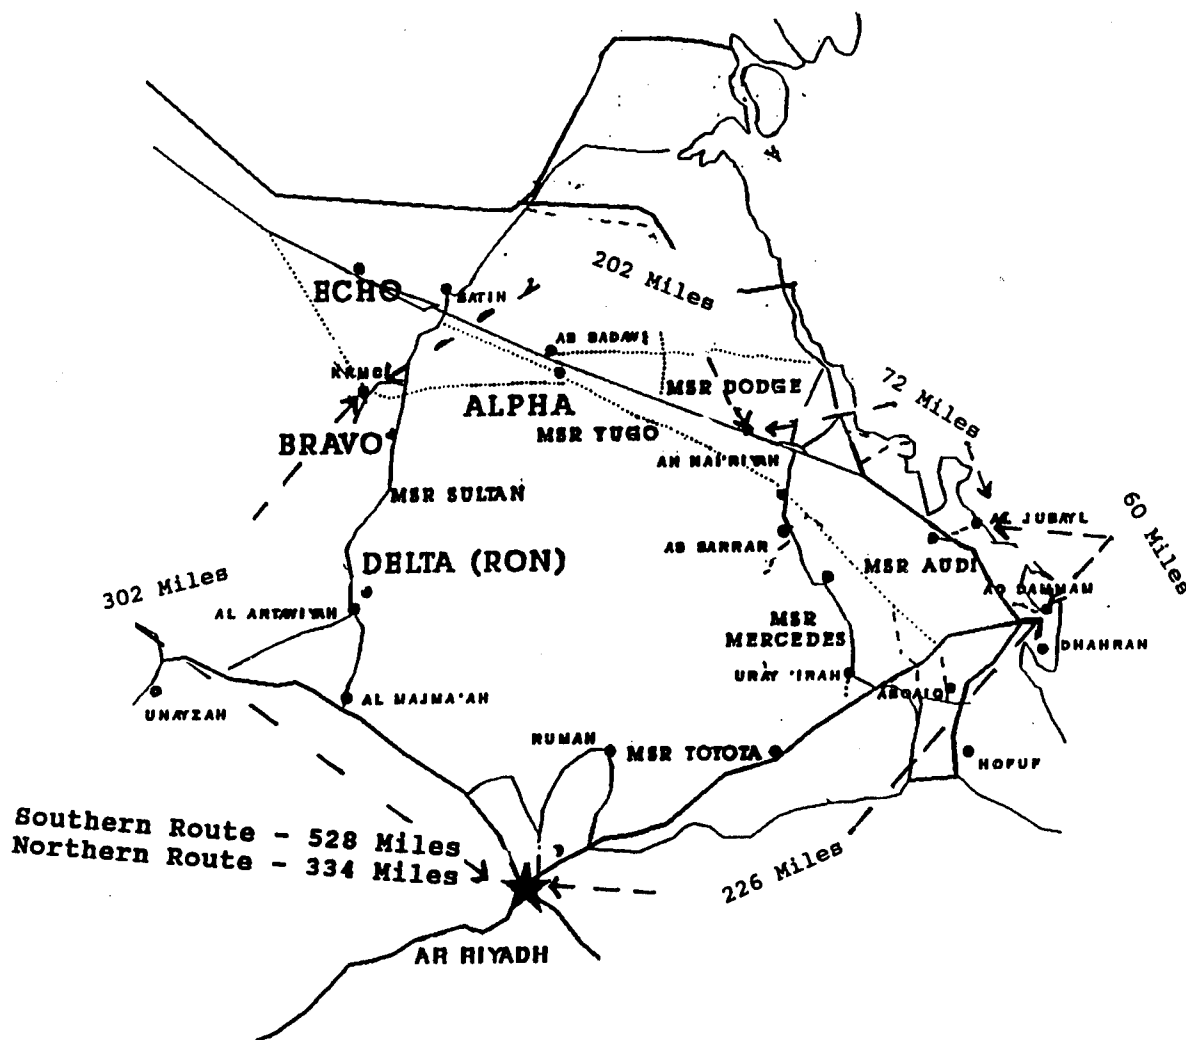 202 Miles
ECHO
BATIN
AS SADAWI
KKMC
MSR DODGE
72 Miles
ALPHA
MSR YUGO
BRAVO
AN NAI'RIYAH
MSR SULTAN
AL JUBAYL
60 Miles
AS SARRAR
DELTA (RON)
MSR AUDI
302 Miles
AD DAMMAM
AL ARTAWIYAH
MSR
MERCEDES
DHAHRAN
URAY 'IRAH
ABQAIQ
AL MAJMA'AH
UNAYZAH
RUMAH
MSR TOYOTA
HOFUF
Southern Route - 528 Miles
Northern Route - 334 Miles
226 Miles
AR RIYADH